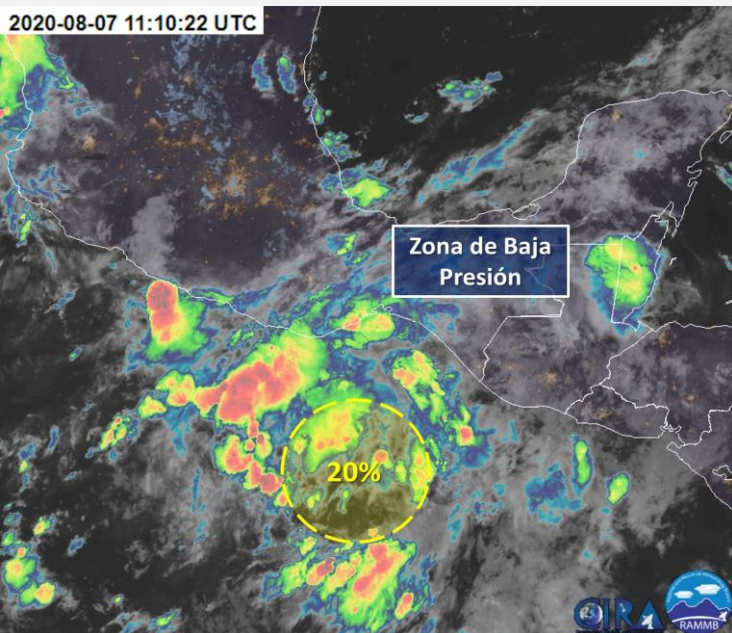 2020-08-07 11:10:22 UTC
Zona de Baja
Presión
20%
CIRA
RAMMB